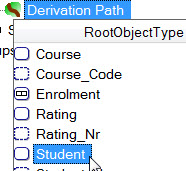 Derivation Path
RootObjectType
Course
Course_Code
Enrolment
Rating
Rating_Nr
Student